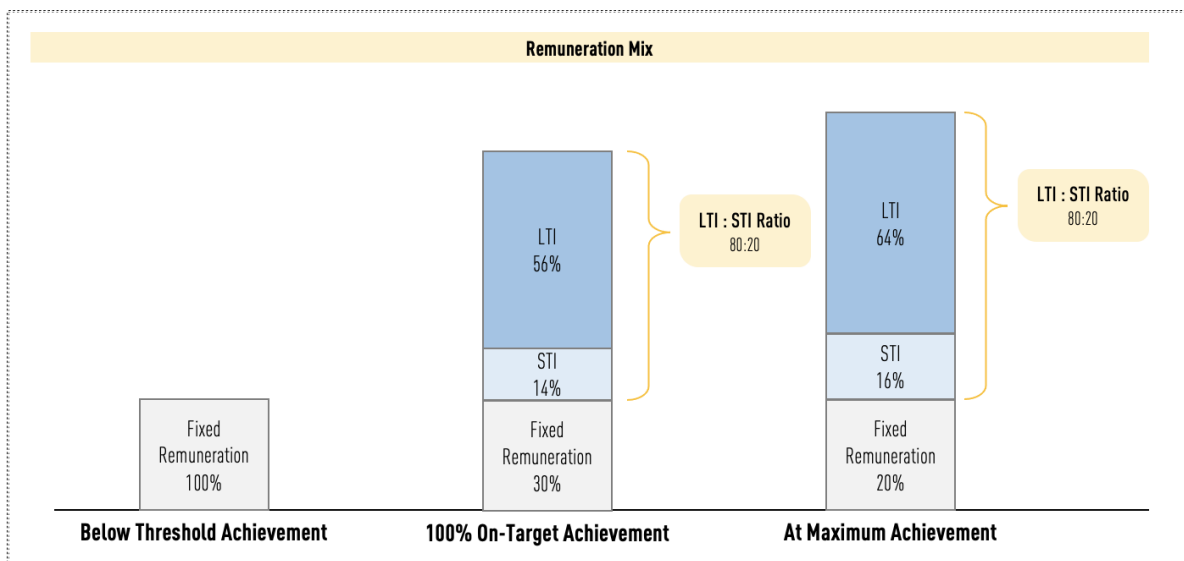 Remuneration Mix
LTI
56%
STI
14%
Fixed
Remuneration
30%
LTI : STI Ratio
80:20
LTI
64%
STI
16%
Fixed
Remuneration
20%
LTI : STI Ratio
80:20
Fixed
Remuneration
100%
Below Threshold Achievement
100% On-Target Achievement
At Maximum Achievement